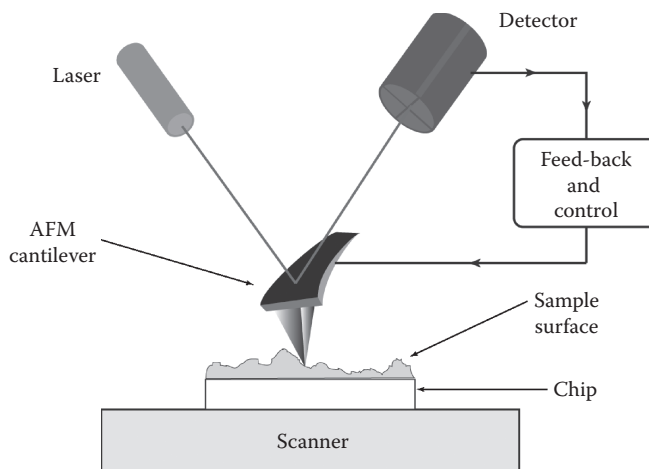 Detector
Laser
Feed-back
and
control
AFM
cantilever
Sample
surface
Chip
Scanner